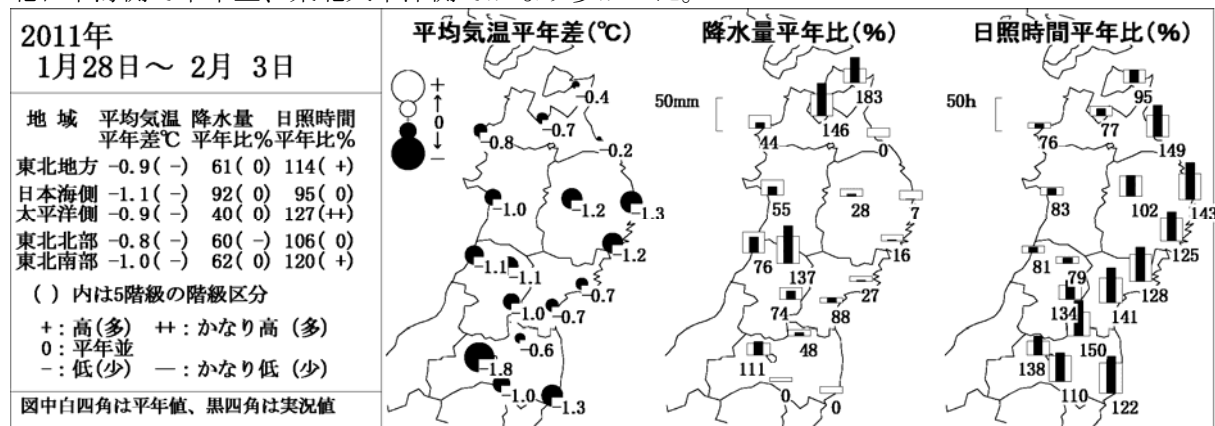 2011年
1月28日～ 2月 3日
地 域 平均気温 降水量 日照時間
平年差℃ 平年比% 平年比%
東北地方 -0.9(-) 61( 0) 114( +)
日本海側 -1.1(-) 92( 0) 95( 0)
太平洋側 -0.9(-) 40( 0) 127(++)
東北北部 -0.8(-) 60( -) 106( 0)
東北南部 -1.0(-) 62( 0) 120( +)
( ) 内は5階級の階級区分
+：高(多) ++：かなり高 (多)
0：平年並
-：低(少) --：かなり低 (少)
図中白四角は平年値、黒四角は実況値
平均気温平年差(℃)
+
↑
0
↓
-
-0.4
-0.7
-0.8
-0.2
-1.0
-1.2
-1.3
-1.2
-1.1
-1.1
-0.7
-1.0
-0.7
-0.6
-1.8
-1.0
-1.3
降水量平年比(%)
50mm
183
146
44
0
55
28
7
16
76
137
27
74
88
48
111
0
0
日照時間平年比(%)
50h
95
77
76
149
83
102
143
125
81
79
128
134
141
150
138
110
122